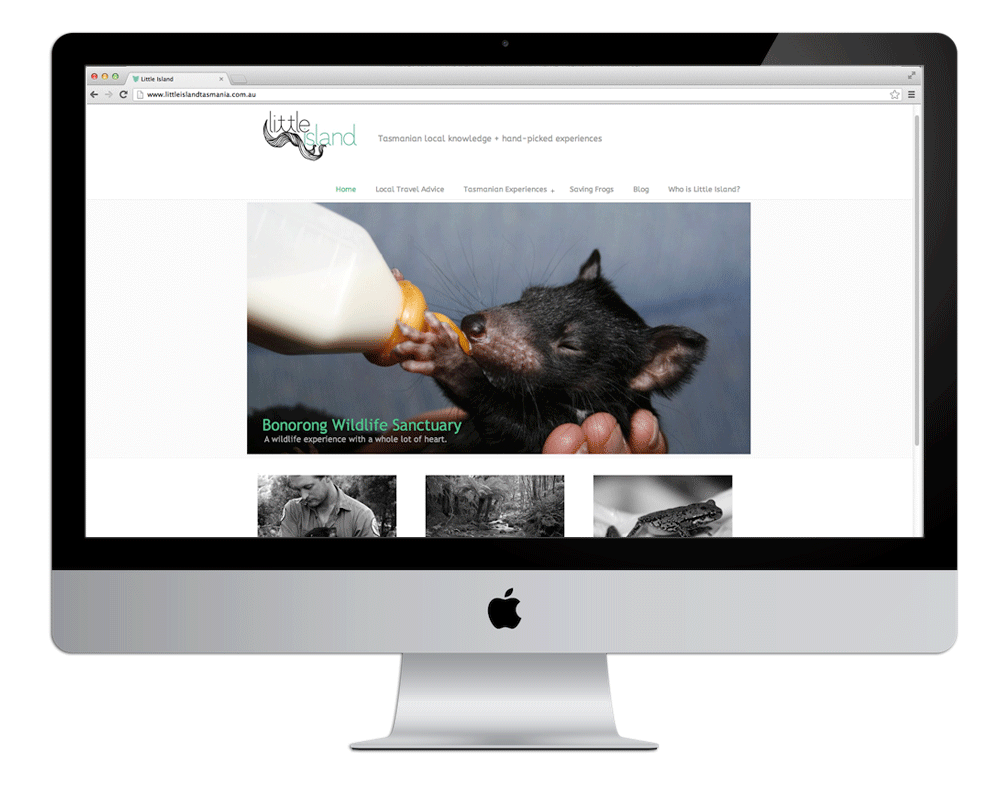 Little Island
www.littleislandtasmania.com.au
little
island
Tasmanian local knowledge + hand-picked experiences
Home Local Travel Advice Tasmanian Experiences + Saving Frogs Blog Who is Little Island?
Bonorong Wildlife Sanctuary
A wildlife experience with a whole lot of heart.